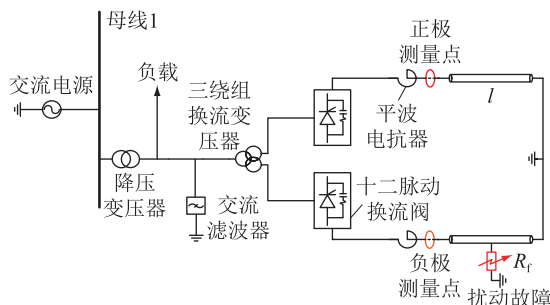 母线1
交流电源
负载
三绕组
换流变
压器
降压
变压器
交流
滤波器
正极
测量点
平波
电抗器
l
十二脉动
换流阀
负极
测量点
Rf
扰动故障